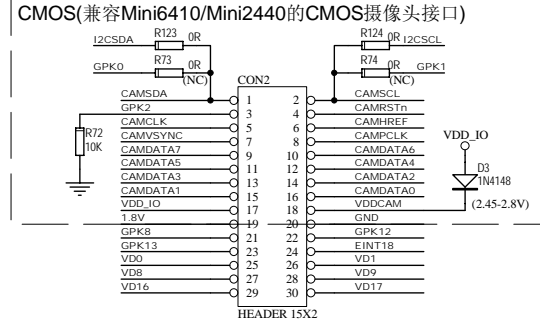 CMOS(兼容Mini6410/Mini2440的CMOS摄像头接口)
I2CSDA R123 0R R124 0R I2CSCL
GPK0 R73 0R (NC) R74 0R (NC) GPK1
CON2
CAMSDA 1 2 CAMSCL
GPK2 3 4 CAMRSTn
CAMCLK 5 6 CAMHREF
CAMVSYNC 7 8 CAMPCLK
CAMDATA7 9 10 CAMDATA6
CAMDATA5 11 12 CAMDATA4
CAMDATA3 13 14 CAMDATA2
CAMDATA1 15 16 CAMDATA0
VDD_IO 17 18 VDDCAM
1.8V 19 20 GND
GPK8 21 22 GPK12
GPK13 23 24 EINT18
VD0 25 26 VD1
VD8 27 28 VD9
VD16 29 30 VD17
HEADER 15X2
R72
10K
VDD_IO
D3
1N4148
(2.45-2.8V)